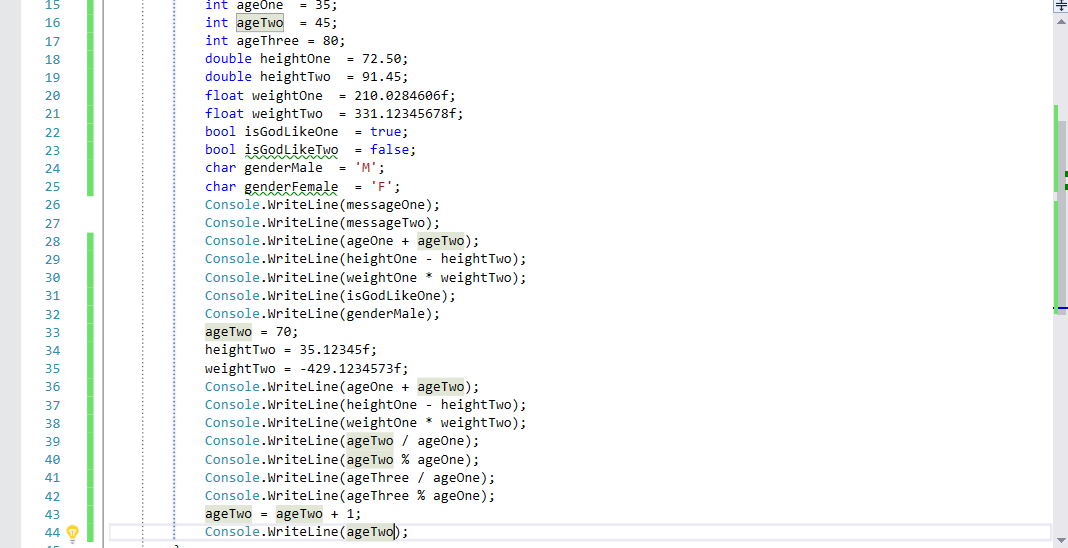 15 int ageOne = 35;
16 int ageTwo = 45;
17 int ageThree = 80;
18 double heightOne = 72.50;
19 double heightTwo = 91.45;
20 float weightOne = 210.0284606f;
21 float weightTwo = 331.12345678f;
22 bool isGodLikeOne = true;
23 bool isGodLikeTwo = false;
24 char genderMale = 'M';
25 char genderFemale = 'F';
26 Console.WriteLine(messageOne);
27 Console.WriteLine(messageTwo);
28 Console.WriteLine(ageOne + ageTwo);
29 Console.WriteLine(heightOne - heightTwo);
30 Console.WriteLine(weightOne * weightTwo);
31 Console.WriteLine(isGodLikeOne);
32 Console.WriteLine(genderMale);
33 ageTwo = 70;
34 heightTwo = 35.12345f;
35 weightTwo = -429.1234573f;
36 Console.WriteLine(ageOne + ageTwo);
37 Console.WriteLine(heightOne - heightTwo);
38 Console.WriteLine(weightOne * weightTwo);
39 Console.WriteLine(ageTwo / ageOne);
40 Console.WriteLine(ageTwo % ageOne);
41 Console.WriteLine(ageThree / ageOne);
42 Console.WriteLine(ageThree % ageOne);
43 ageTwo = ageTwo + 1;
44 Console.WriteLine(ageTwo);